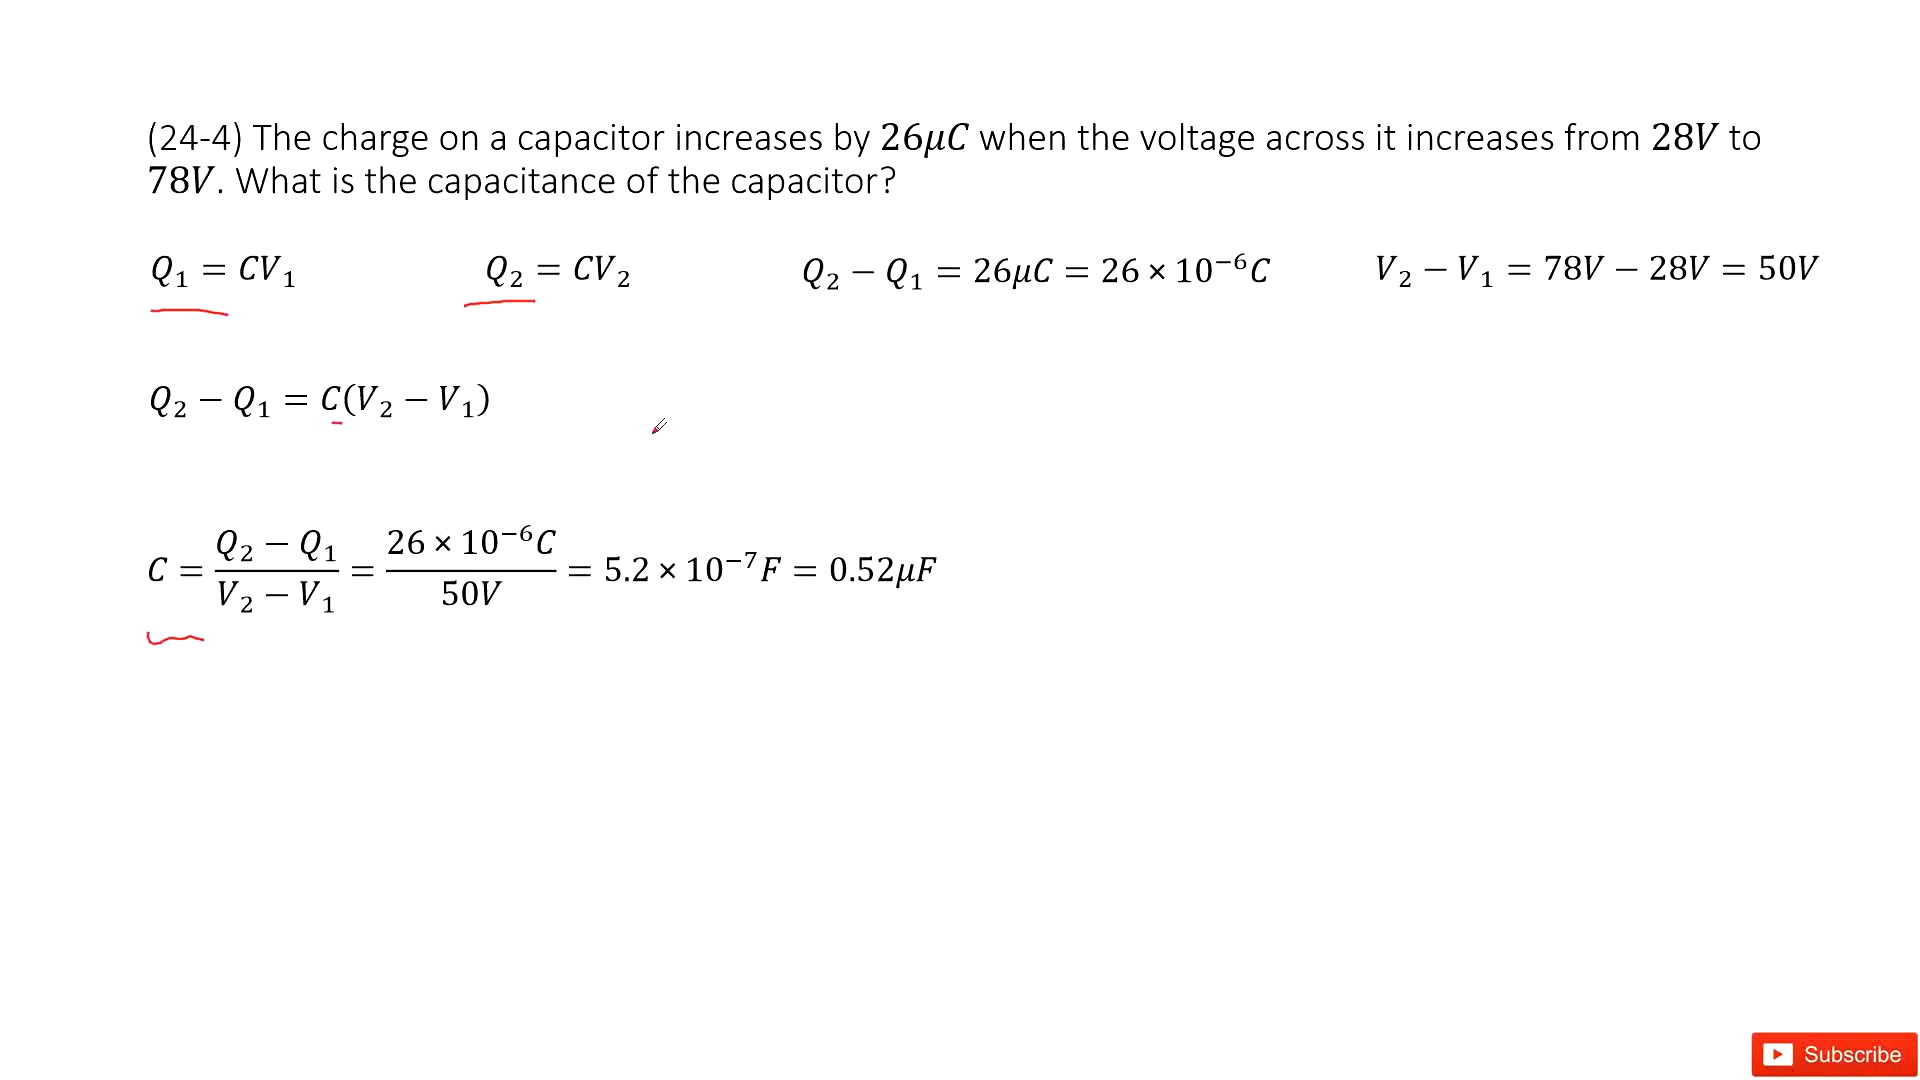 (24-4) The charge on a capacitor increases by 26μC when the voltage across it increases from 28V to
78V. What is the capacitance of the capacitor?
Q₁ = CV₁ Q₂ = CV₂ Q₂ − Q₁ = 26μC = 26 × 10⁻⁶C V₂ − V₁ = 78V − 28V = 50V
Q₂ − Q₁ = C(V₂ − V₁)
C = (Q₂ − Q₁)/(V₂ − V₁) = (26 × 10⁻⁶C)/(50V) = 5.2 × 10⁻⁷F = 0.52μF
Subscribe